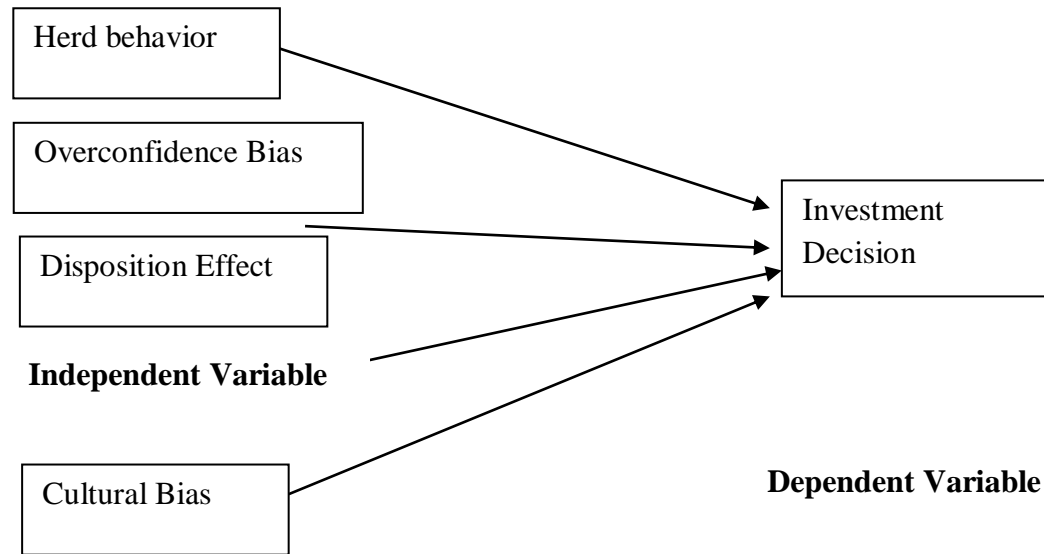 Herd behavior
Overconfidence Bias
Disposition Effect
Independent Variable
Cultural Bias
Investment
Decision
Dependent Variable